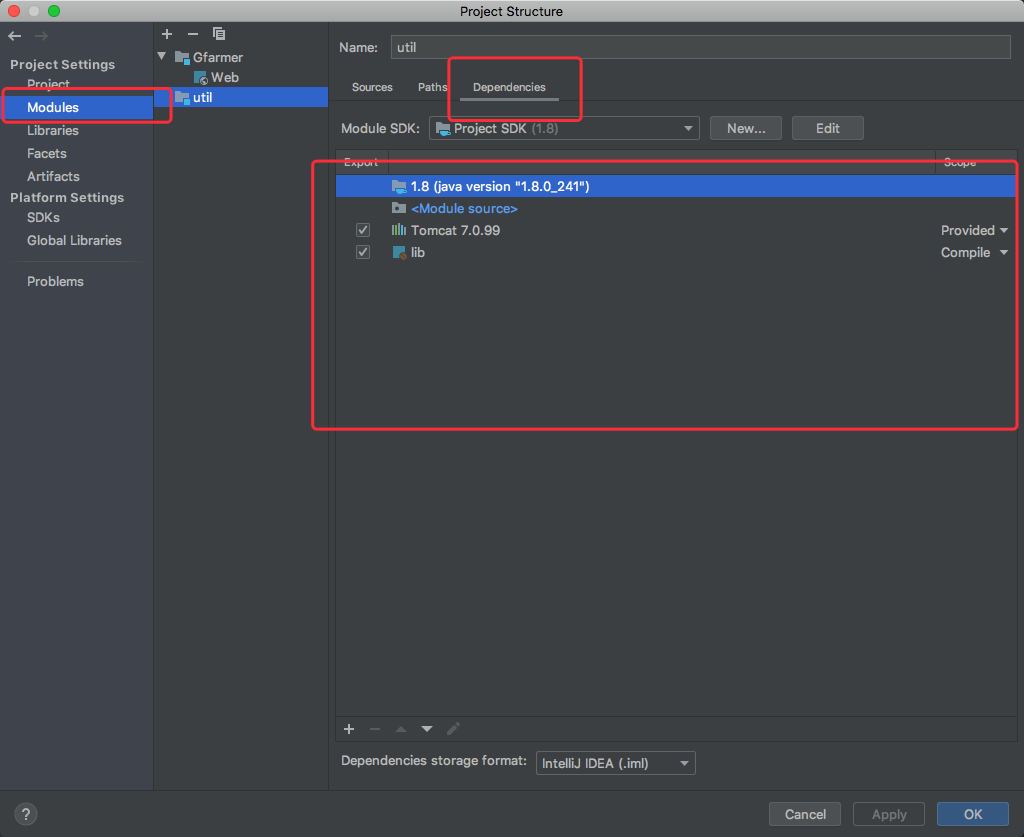 Project Structure
Project Settings
Project
Modules
Libraries
Facets
Artifacts
Platform Settings
SDKs
Global Libraries
Problems
Gfarmer
Web
util
Name: util
Sources Paths Dependencies
Module SDK: Project SDK (1.8) New... Edit
Export Scope
1.8 (java version "1.8.0_241")
<Module source>
Tomcat 7.0.99 Provided
lib Compile
Dependencies storage format: IntelliJ IDEA (.iml)
? Cancel Apply OK